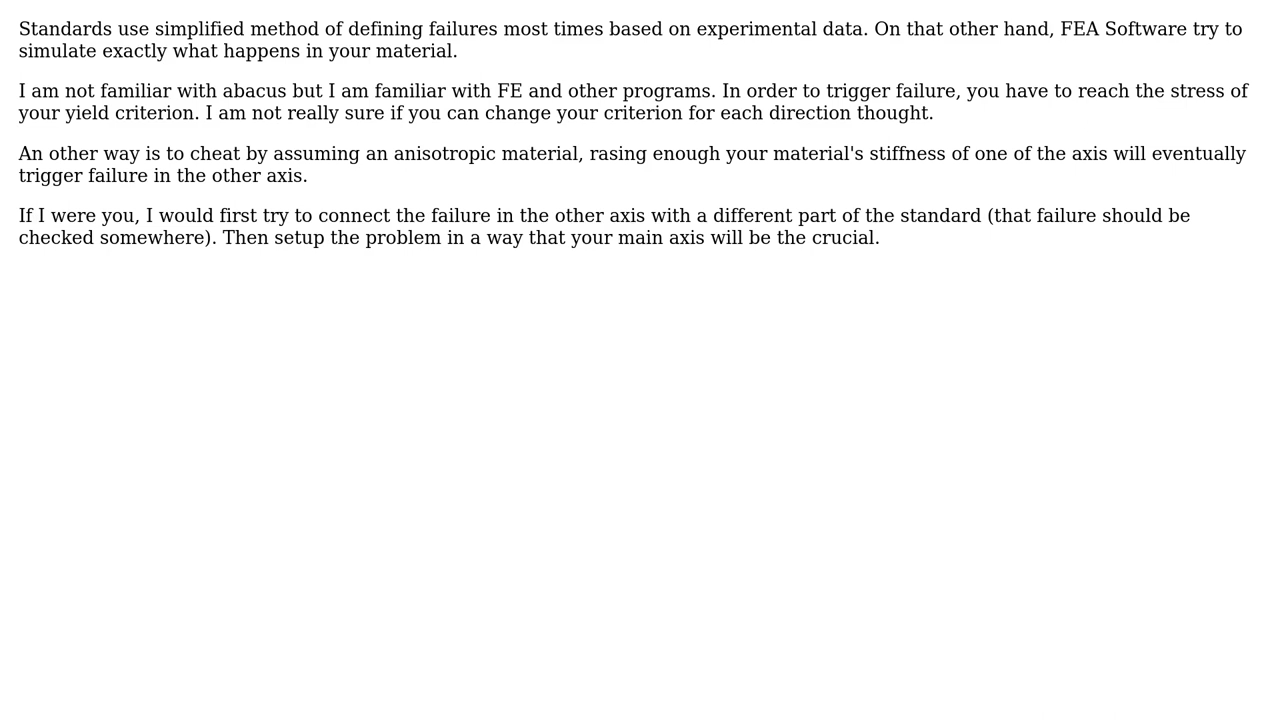 Standards use simplified method of defining failures most times based on experimental data. On that other hand, FEA Software try to
simulate exactly what happens in your material.
I am not familiar with abacus but I am familiar with FE and other programs. In order to trigger failure, you have to reach the stress of
your yield criterion. I am not really sure if you can change your criterion for each direction thought.
An other way is to cheat by assuming an anisotropic material, rasing enough your material's stiffness of one of the axis will eventually
trigger failure in the other axis.
If I were you, I would first try to connect the failure in the other axis with a different part of the standard (that failure should be
checked somewhere). Then setup the problem in a way that your main axis will be the crucial.